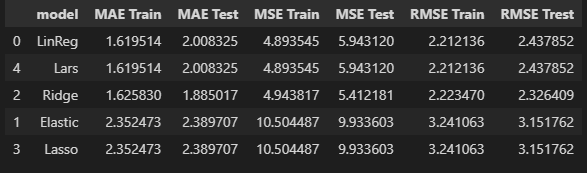 model MAE Train MAE Test MSE Train MSE Test RMSE Train RMSE Trest
0 LinReg 1.619514 2.008325 4.893545 5.943120 2.212136 2.437852
4 Lars 1.619514 2.008325 4.893545 5.943120 2.212136 2.437852
2 Ridge 1.625830 1.885017 4.943817 5.412181 2.223470 2.326409
1 Elastic 2.352473 2.389707 10.504487 9.933603 3.241063 3.151762
3 Lasso 2.352473 2.389707 10.504487 9.933603 3.241063 3.151762